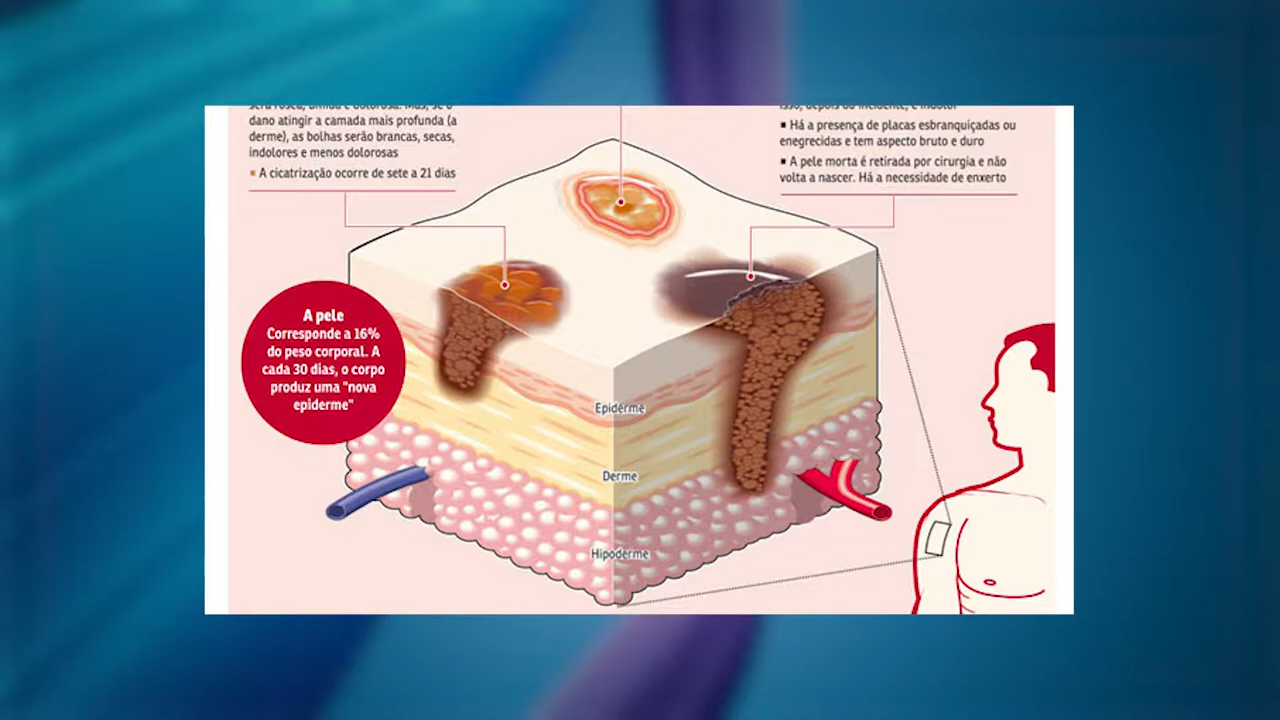 será rósea, úmida e dolorosa. Mas, se o
dano atingir a camada mais profunda (a
derme), as bolhas serão brancas, secas,
indolores e menos dolorosas
▪ A cicatrização ocorre de sete a 21 dias
isso, depois do incidente, é indolor
▪ Há a presença de placas esbranquiçadas ou
enegrecidas e tem aspecto bruto e duro
▪ A pele morta é retirada por cirurgia e não
volta a nascer. Há a necessidade de enxerto
A pele
Corresponde a 16%
do peso corporal. A
cada 30 dias, o corpo
produz uma "nova
epiderme"
Epiderme
Derme
Hipoderme